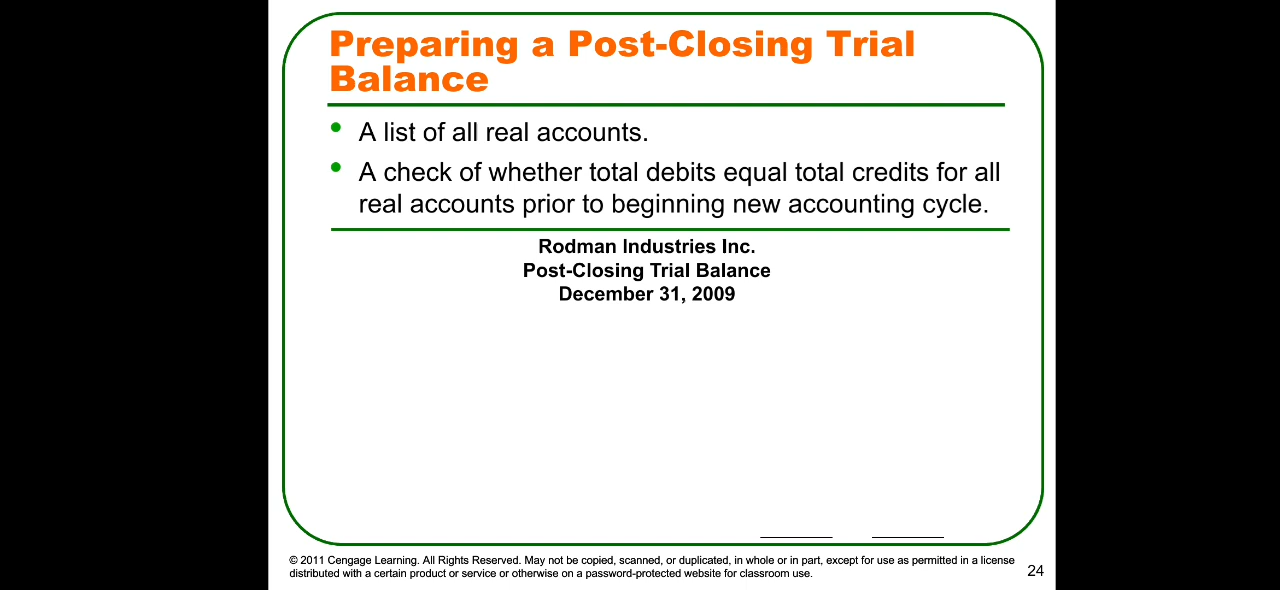 Preparing a Post-Closing Trial
Balance
• A list of all real accounts.
• A check of whether total debits equal total credits for all
real accounts prior to beginning new accounting cycle.
Rodman Industries Inc.
Post-Closing Trial Balance
December 31, 2009
© 2011 Cengage Learning. All Rights Reserved. May not be copied, scanned, or duplicated, in whole or in part, except for use as permitted in a license
distributed with a certain product or service or otherwise on a password-protected website for classroom use.
24